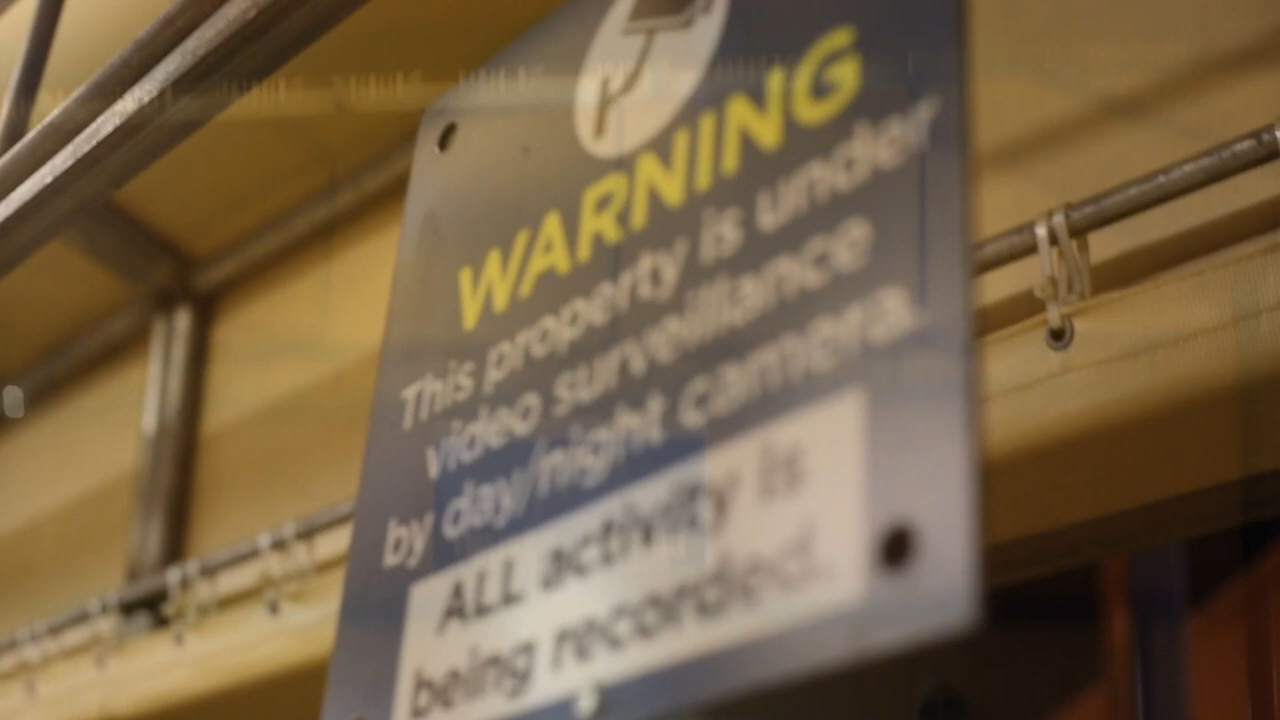 WARNING
This property is under
video surveillance
by day/night camera.
ALL activity is
being recorded.